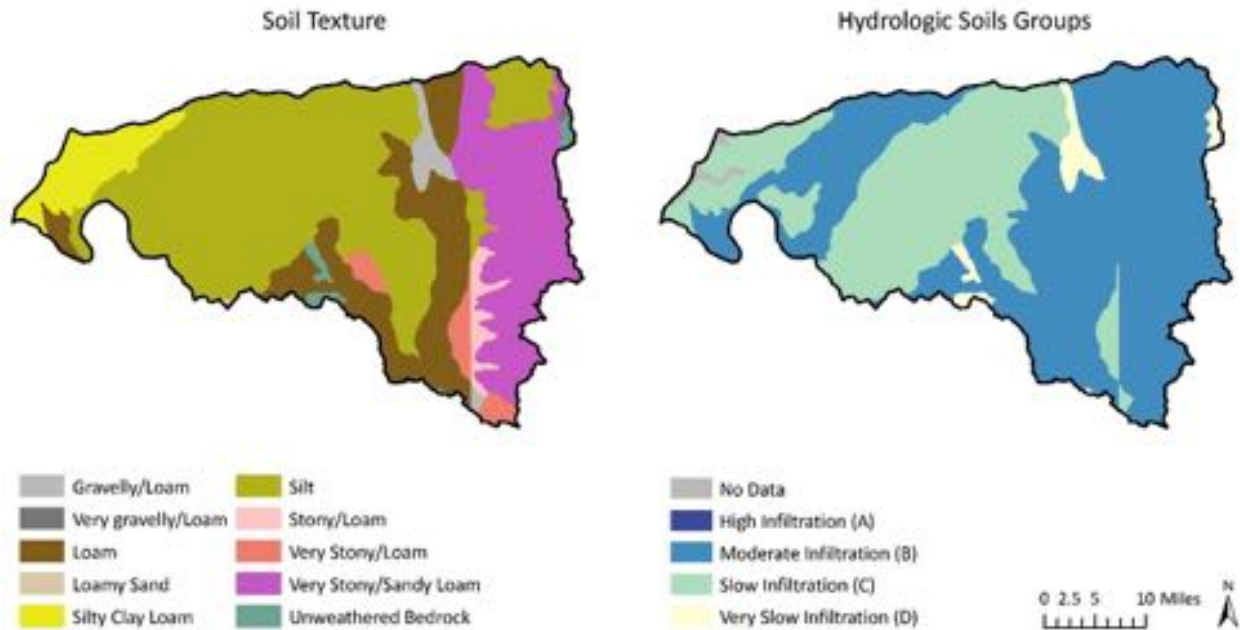 Soil Texture
Hydrologic Soils Groups
Gravelly/Loam
Very gravelly/Loam
Loam
Loamy Sand
Silty Clay Loam
Silt
Stony/Loam
Very Stony/Loam
Very Stony/Sandy Loam
Unweathered Bedrock
No Data
High Infiltration (A)
Moderate Infiltration (B)
Slow Infiltration (C)
Very Slow Infiltration (D)
0 2.5 5 10 Miles
N